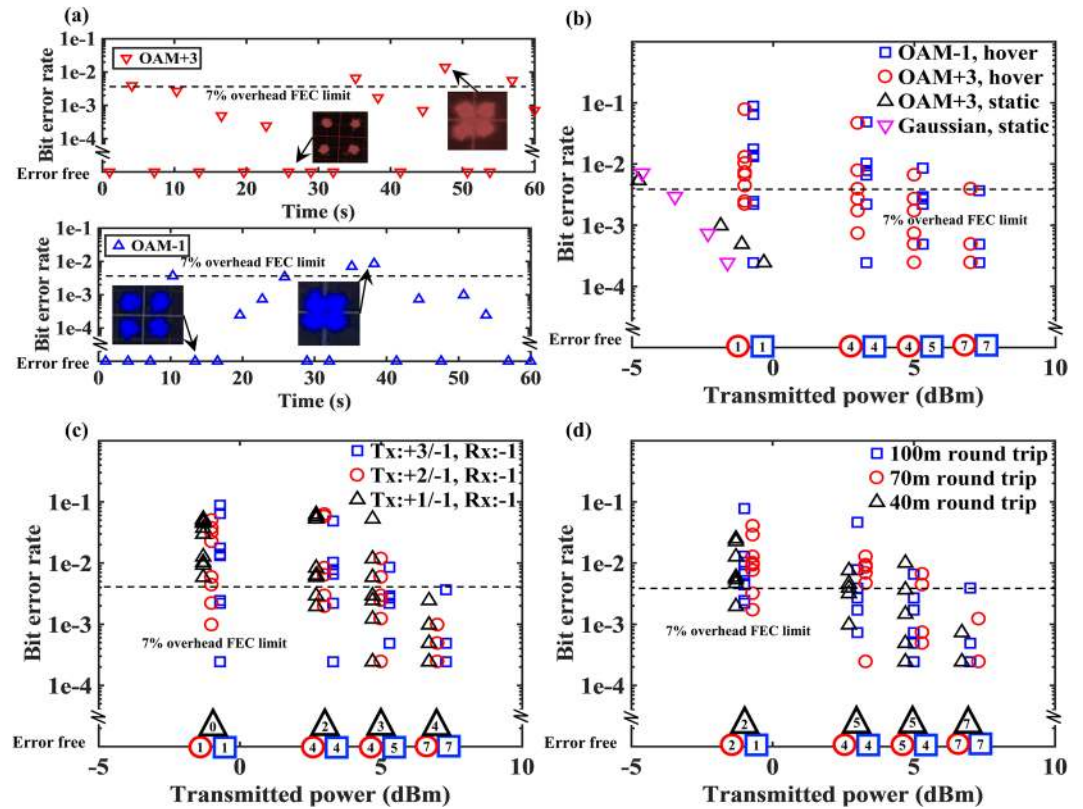 (a)
1e-1
1e-2
1e-3
1e-4
Error free
Bit error rate
OAM+3
7% overhead FEC limit
0 10 20 30 40 50 60
Time (s)
1e-1
1e-2
1e-3
1e-4
Error free
Bit error rate
OAM-1
7% overhead FEC limit
0 10 20 30 40 50 60
Time (s)
(b)
OAM-1, hover
OAM+3, hover
OAM+3, static
Gaussian, static
1e-1
1e-2
1e-3
1e-4
Error free
Bit error rate
7% overhead FEC limit
1 1 4 4 4 5 7 7
-5 0 5 10
Transmitted power (dBm)
(c)
Tx:+3/-1, Rx:-1
Tx:+2/-1, Rx:-1
Tx:+1/-1, Rx:-1
1e-1
1e-2
1e-3
1e-4
Error free
Bit error rate
7% overhead FEC limit
0 2 3 4
1 1 4 4 4 5 7 7
-5 0 5 10
Transmitted power (dBm)
(d)
100m round trip
70m round trip
40m round trip
1e-1
1e-2
1e-3
1e-4
Error free
Bit error rate
7% overhead FEC limit
2 5 5 7
2 1 4 4 5 4 7 7
-5 0 5 10
Transmitted power (dBm)